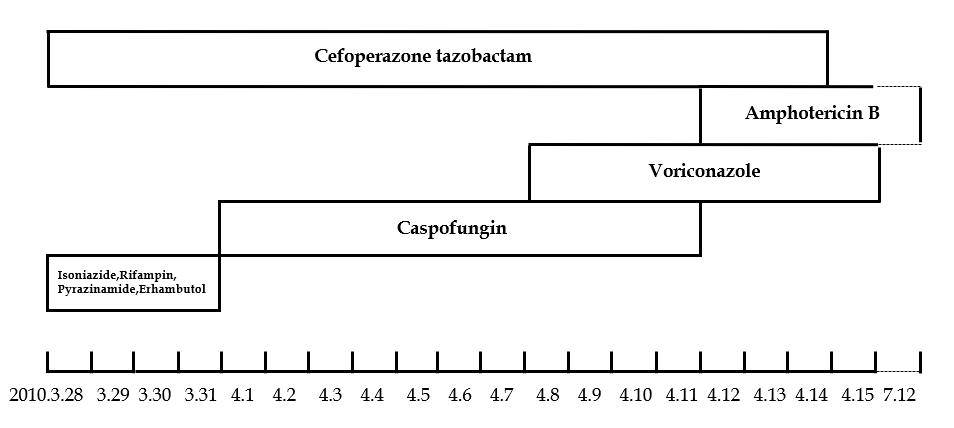 Cefoperazone tazobactam
Amphotericin B
Voriconazole
Caspofungin
Isoniazide,Rifampin,
Pyrazinamide,Erhambutol
2010.3.28 3.29 3.30 3.31 4.1 4.2 4.3 4.4 4.5 4.6 4.7 4.8 4.9 4.10 4.11 4.12 4.13 4.14 4.15 7.12